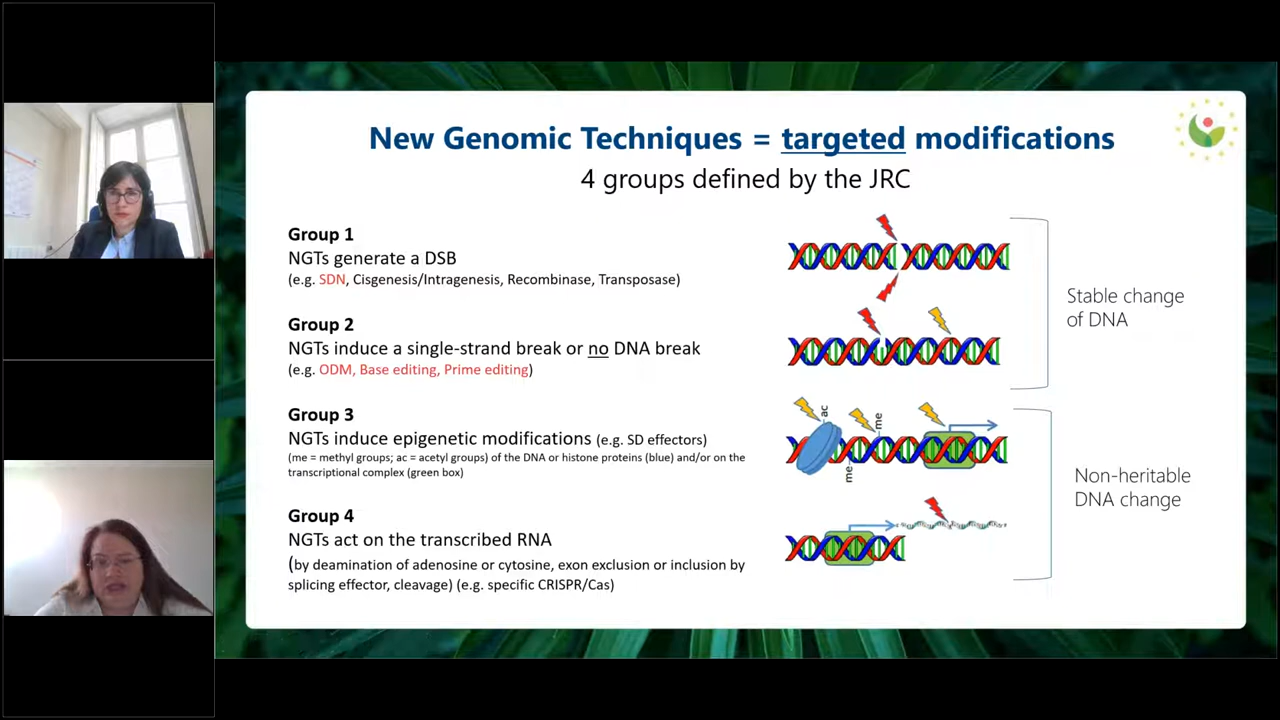 New Genomic Techniques = targeted modifications
4 groups defined by the JRC
Group 1
NGTs generate a DSB
(e.g. SDN, Cisgenesis/Intragenesis, Recombinase, Transposase)
Group 2
NGTs induce a single-strand break or no DNA break
(e.g. ODM, Base editing, Prime editing)
Stable change
of DNA
Group 3
NGTs induce epigenetic modifications (e.g. SD effectors)
(me = methyl groups; ac = acetyl groups) of the DNA or histone proteins (blue) and/or on the
transcriptional complex (green box)
ac
me
me
Group 4
NGTs act on the transcribed RNA
(by deamination of adenosine or cytosine, exon exclusion or inclusion by
splicing effector, cleavage) (e.g. specific CRISPR/Cas)
Non-heritable
DNA change